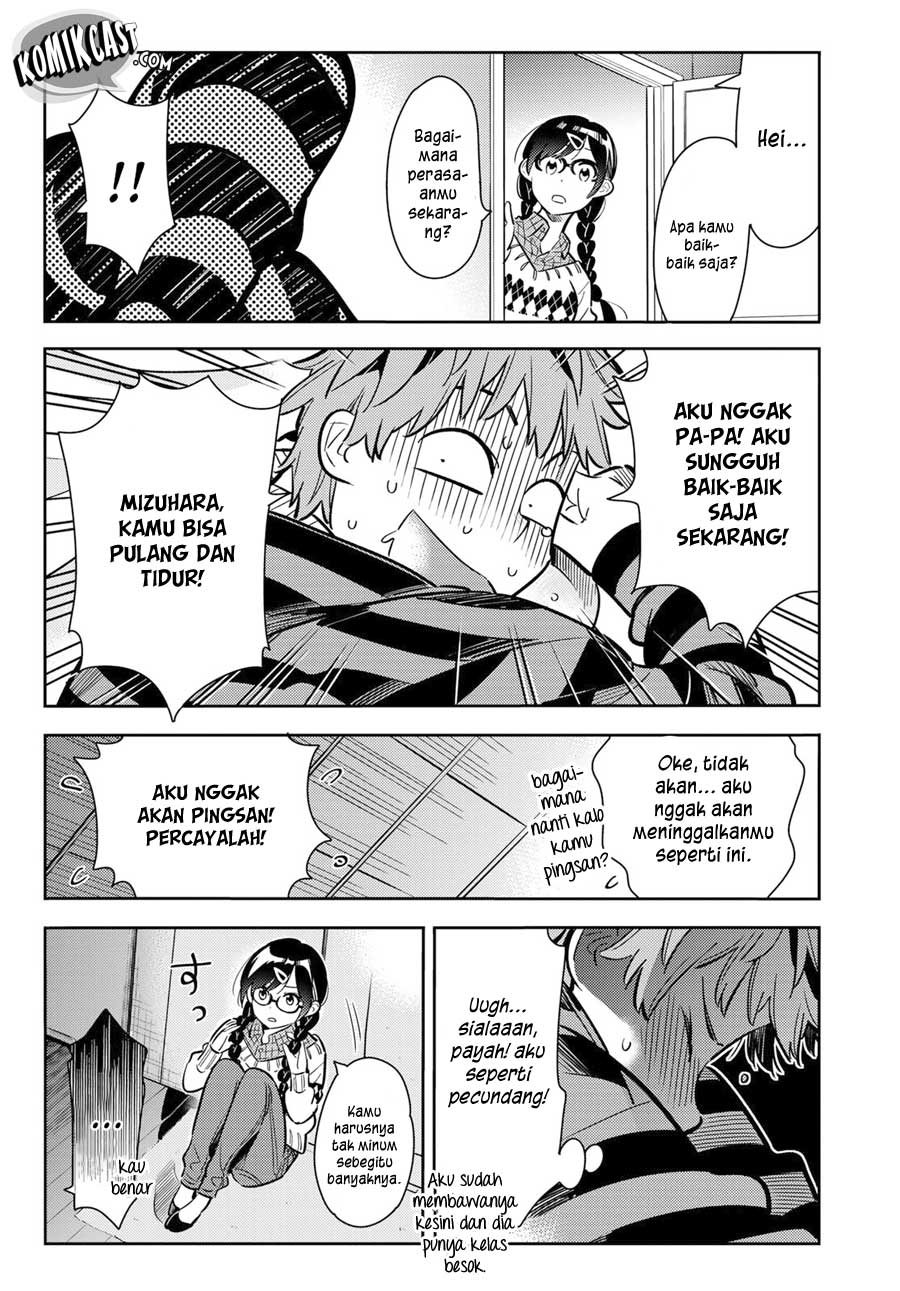 KOMIKCAST
.COM
Hei...
Apa kamu
baik-
baik saja?
Bagai-
mana
perasa-
anmu
sekara-
ng?
!!
AKU NGGAK
PA-PA! AKU
SUNGGUH
BAIK-BAIK
SAJA
SEKARANG!
MIZUHARA,
KAMU BISA
PULANG DAN
TIDUR!
Oke, tidak
akan... aku
nggak akan
meninggalkanmu
seperti ini.
bagai-
mana
nanti kalo
kamu
pingsan?
AKU NGGAK
AKAN PINGSAN!
PERCAYALAH!
Uugh...
sialaaan,
payah! aku
seperti
pecundang!
Aku sudah
membawanya
kesini dan dia
punya kelas
besok.
すっ
Kamu
harusnya
tak minum
sebegitu
banyaknya.
...
kau
benar